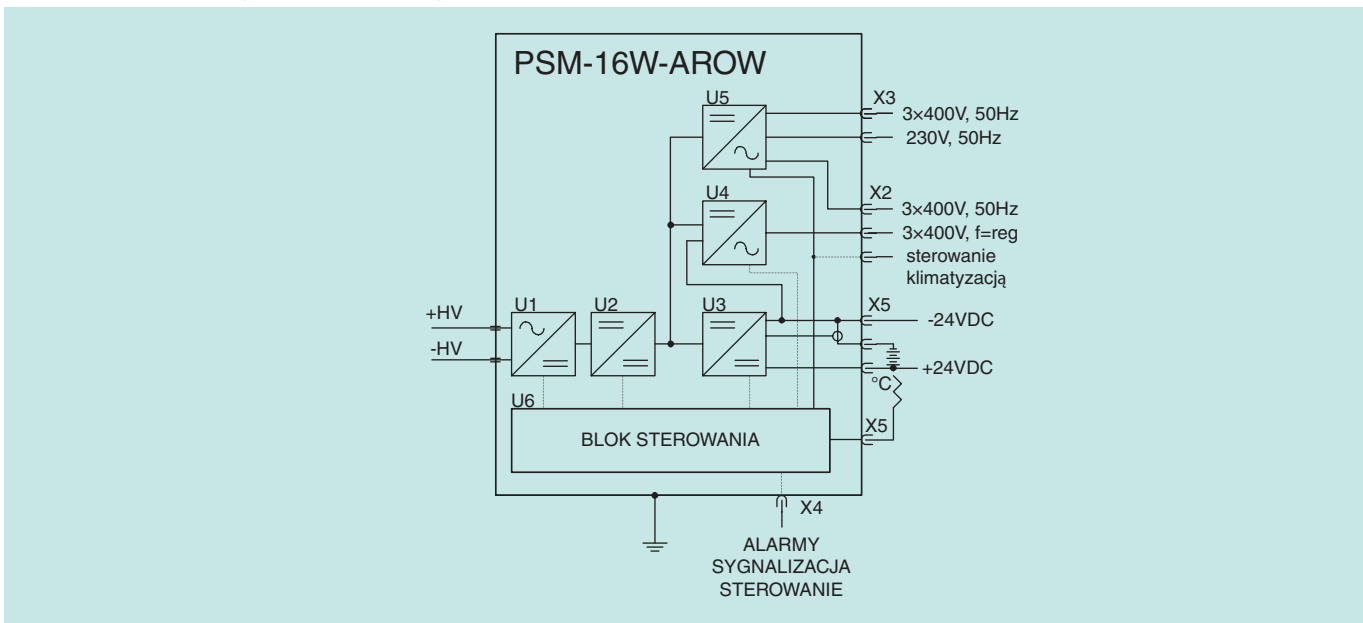 PSM-16W-AROW
U5
X3
3×400V, 50Hz
230V, 50Hz
U4
X2
3×400V, 50Hz
3×400V, f=reg
sterowanie
klimatyzacją
+HV
-HV
U1
U2
U3
X5
-24VDC
+24VDC
°C
U6
BLOK STEROWANIA
X5
X4
ALARMY
SYGNALIZACJA
STEROWANIE